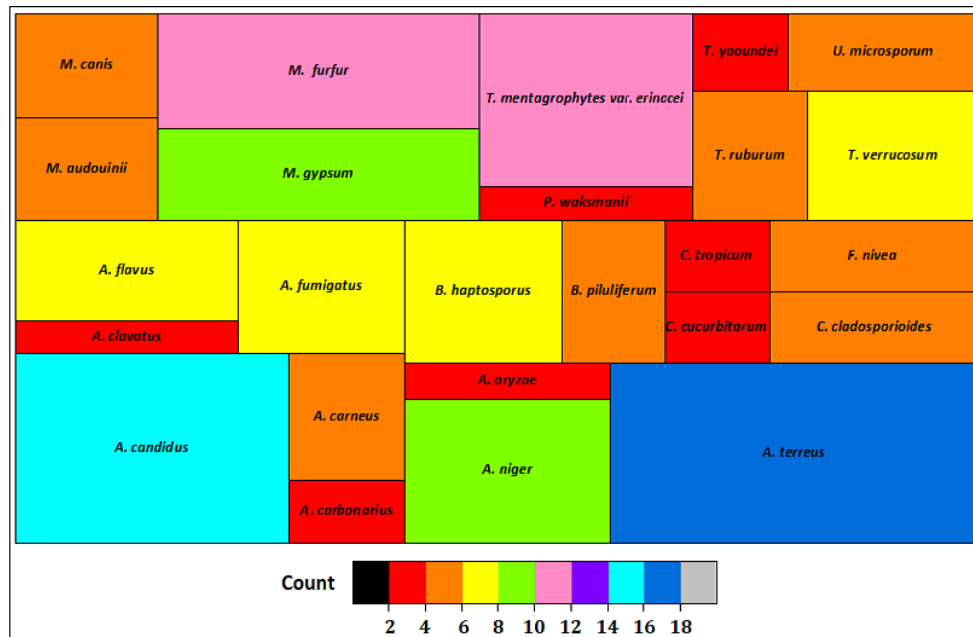 M. canis
M. furfur
T. mentagrophytes var. erinacei
T. yaoundei
U. microsporum
M. audouinii
M. gypsum
T. ruburum
T. verrucosum
P. waksmanii
A. flavus
A. fumigatus
B. haptosporus
B. piluliferum
C. tropicum
F. nivea
A. clavatus
C. cucurbitarum
C. cladosporioides
A. candidus
A. carneus
A. oryzae
A. terreus
A. niger
A. carbonarius
Count
2 4 6 8 10 12 14 16 18